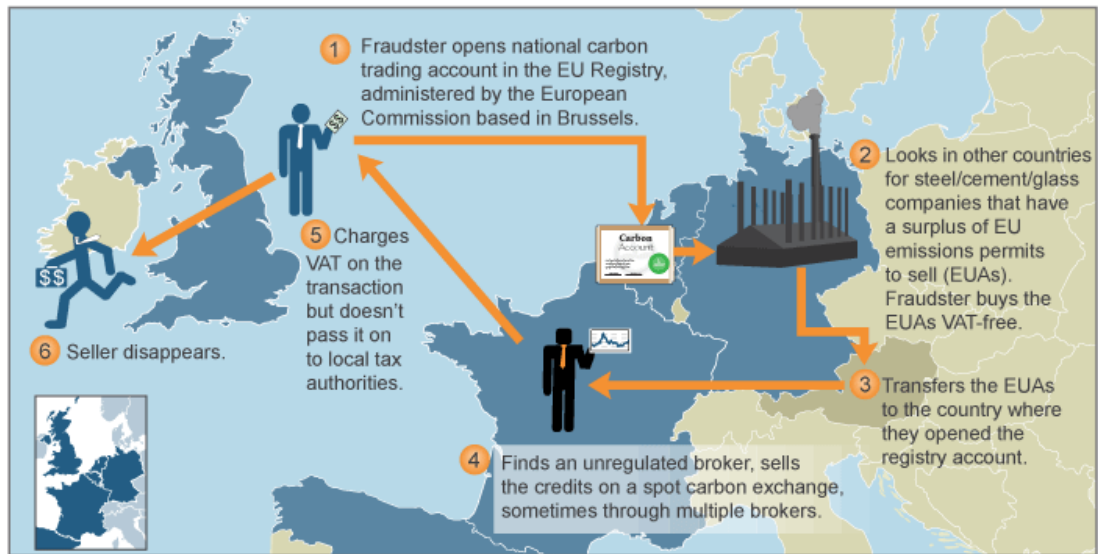 1 Fraudster opens national carbon
trading account in the EU Registry,
administered by the European
Commission based in Brussels.
2 Looks in other countries
for steel/cement/glass
companies that have
a surplus of EU
emissions permits
to sell (EUAs).
Fraudster buys the
EUAs VAT-free.
Carbon
Account
3 Transfers the EUAs
to the country where
they opened the
registry account.
4 Finds an unregulated broker, sells
the credits on a spot carbon exchange,
sometimes through multiple brokers.
5 Charges
VAT on the
transaction
but doesn't
pass it on
to local tax
authorities.
$$
$$
6 Seller disappears.